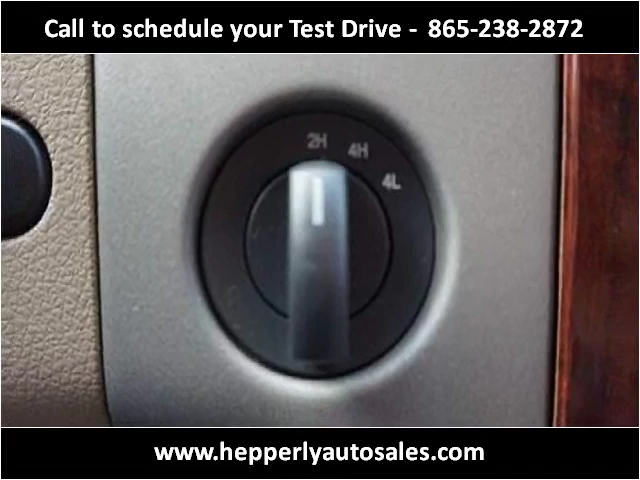 Call to schedule your Test Drive - 865-238-2872
2H
4H
4L
www.hepperlyautosales.com